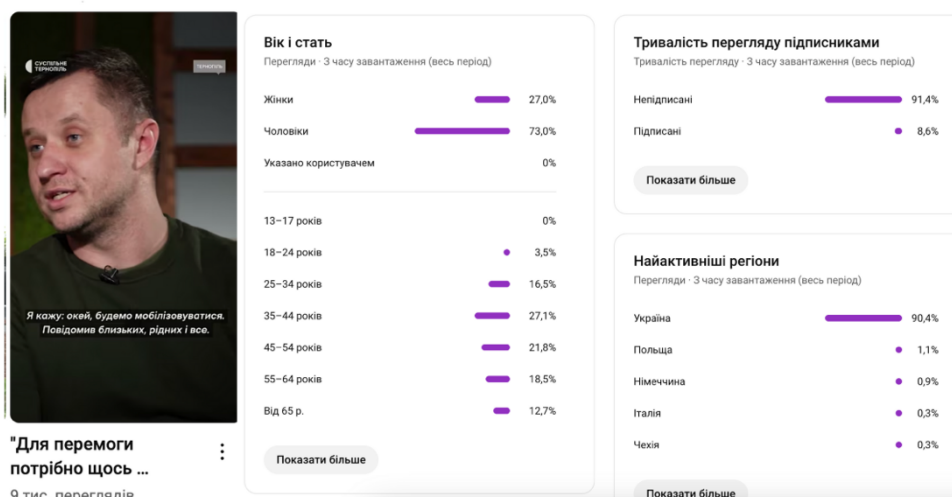 СУСПІЛЬНЕ
ТЕРНОПІЛЬ
ТЕРНОПІЛЬ
Я кажу: окей, будемо мобілізовуватися.
Повідомив близьких, рідних і все.
"Для перемоги
потрібно щось ...
9 тис. переглядів
Вік і стать
Перегляди · З часу завантаження (весь період)
Жінки 27,0%
Чоловіки 73,0%
Указано користувачем 0%
13–17 років 0%
18–24 років 3,5%
25–34 років 16,5%
35–44 років 27,1%
45–54 років 21,8%
55–64 років 18,5%
Від 65 р. 12,7%
Показати більше
Тривалість перегляду підписниками
Тривалість перегляду · З часу завантаження (весь період)
Непідписані 91,4%
Підписані 8,6%
Показати більше
Найактивніші регіони
Перегляди · З часу завантаження (весь період)
Україна 90,4%
Польща 1,1%
Німеччина 0,9%
Італія 0,3%
Чехія 0,3%
Показати більше